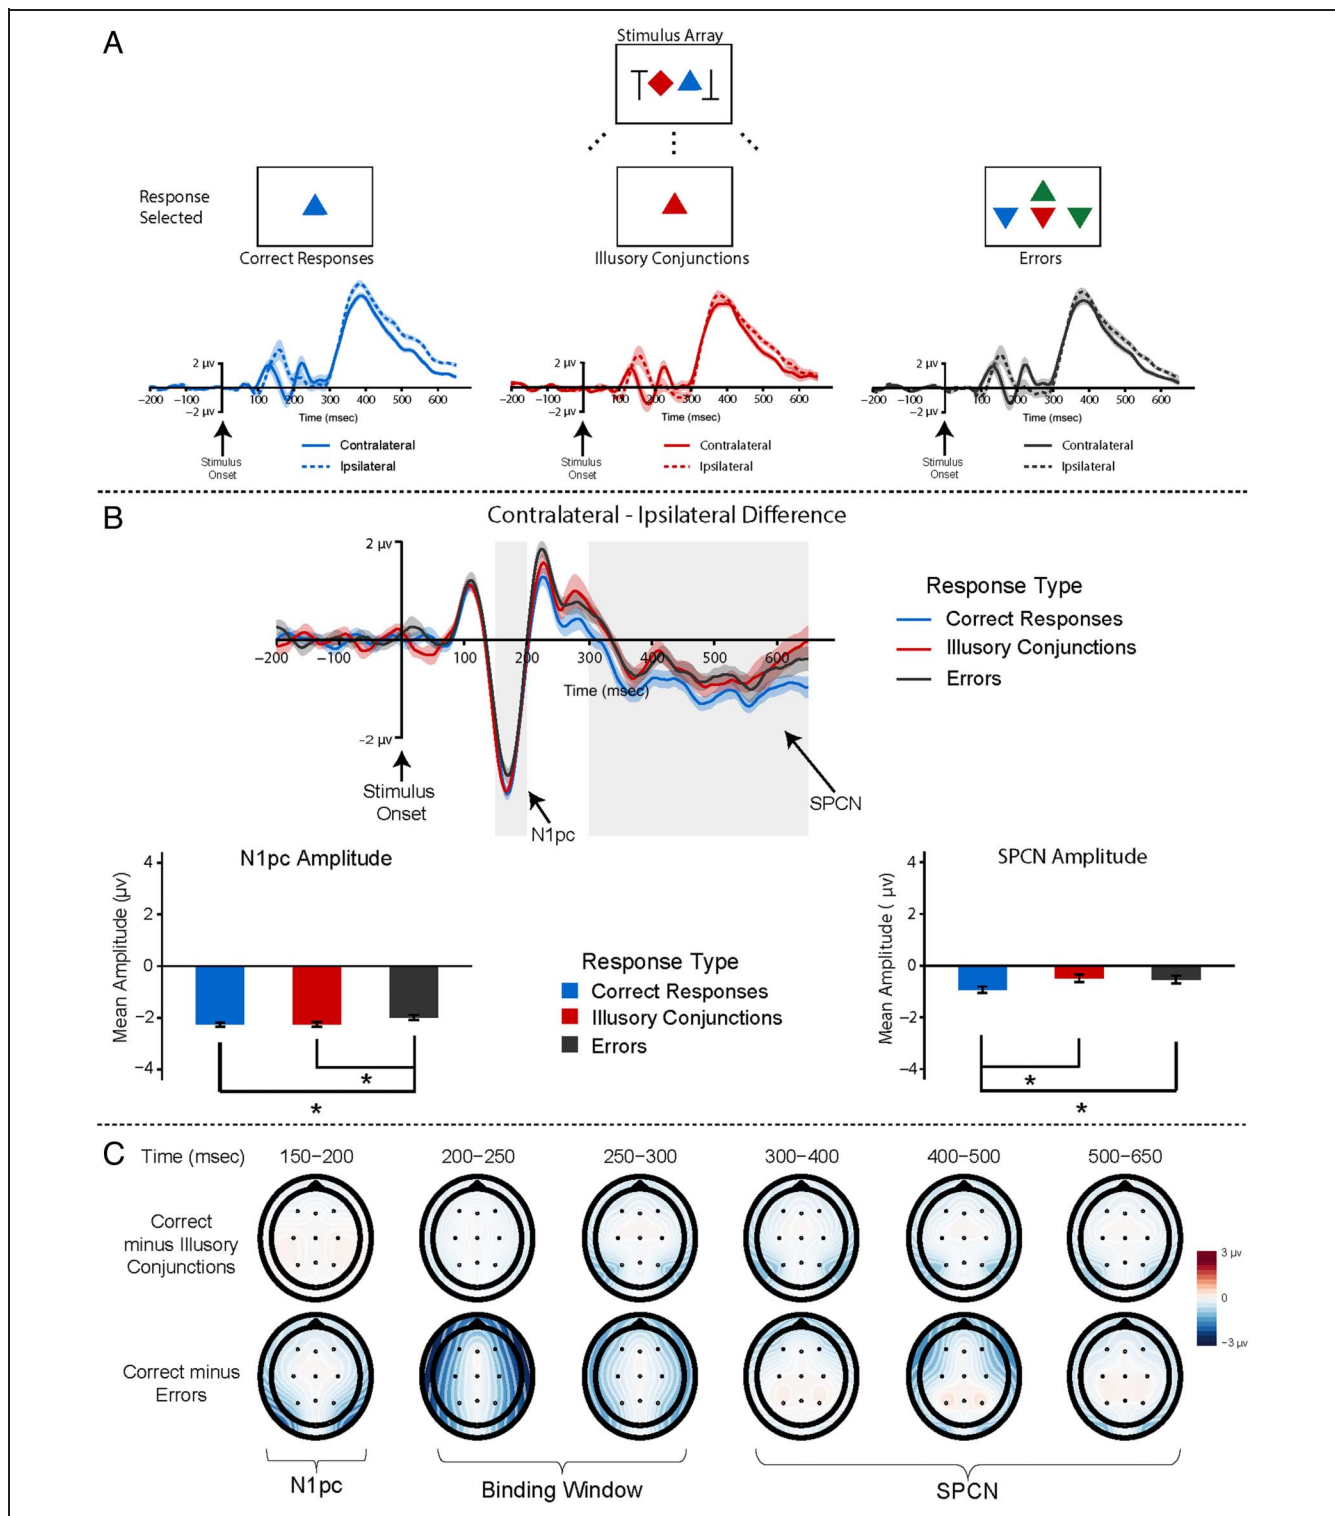 A
Stimulus Array
Response
Selected
Correct Responses
Illusory Conjunctions
Errors
2 μv
−200 −100 100 200 300 400 500 600
−2 μv
Time (msec)
Stimulus
Onset
Contralateral
Ipsilateral
2 μv
−200 −100 100 200 300 400 500 600
−2 μv
Time (msec)
Stimulus
Onset
Contralateral
Ipsilateral
2 μv
−200 −100 100 200 300 400 500 600
−2 μv
Time (msec)
Stimulus
Onset
Contralateral
Ipsilateral
B
Contralateral - Ipsilateral Difference
2 μv
−200 −100 100 200 300 400 500 600
Time (msec)
−2 μv
Stimulus
Onset
N1pc
SPCN
Response Type
Correct Responses
Illusory Conjunctions
Errors
N1pc Amplitude
Mean Amplitude (μv)
4
2
0
−2
−4
*
*
Response Type
Correct Responses
Illusory Conjunctions
Errors
SPCN Amplitude
Mean Amplitude ( μv)
4
2
0
−2
−4
*
*
C
Time (msec) 150−200 200−250 250−300 300−400 400−500 500−650
Correct
minus Illusory
Conjunctions
Correct minus
Errors
3 μv
0
−3 μv
N1pc
Binding Window
SPCN